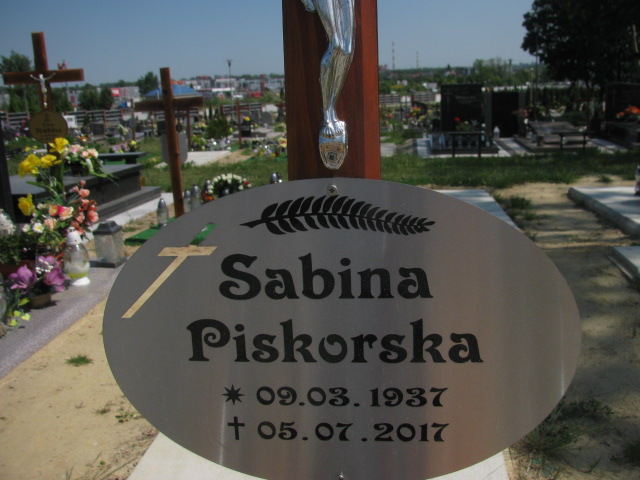 Sabina
Piskorska
* 09.03.1937
† 05.07.2017